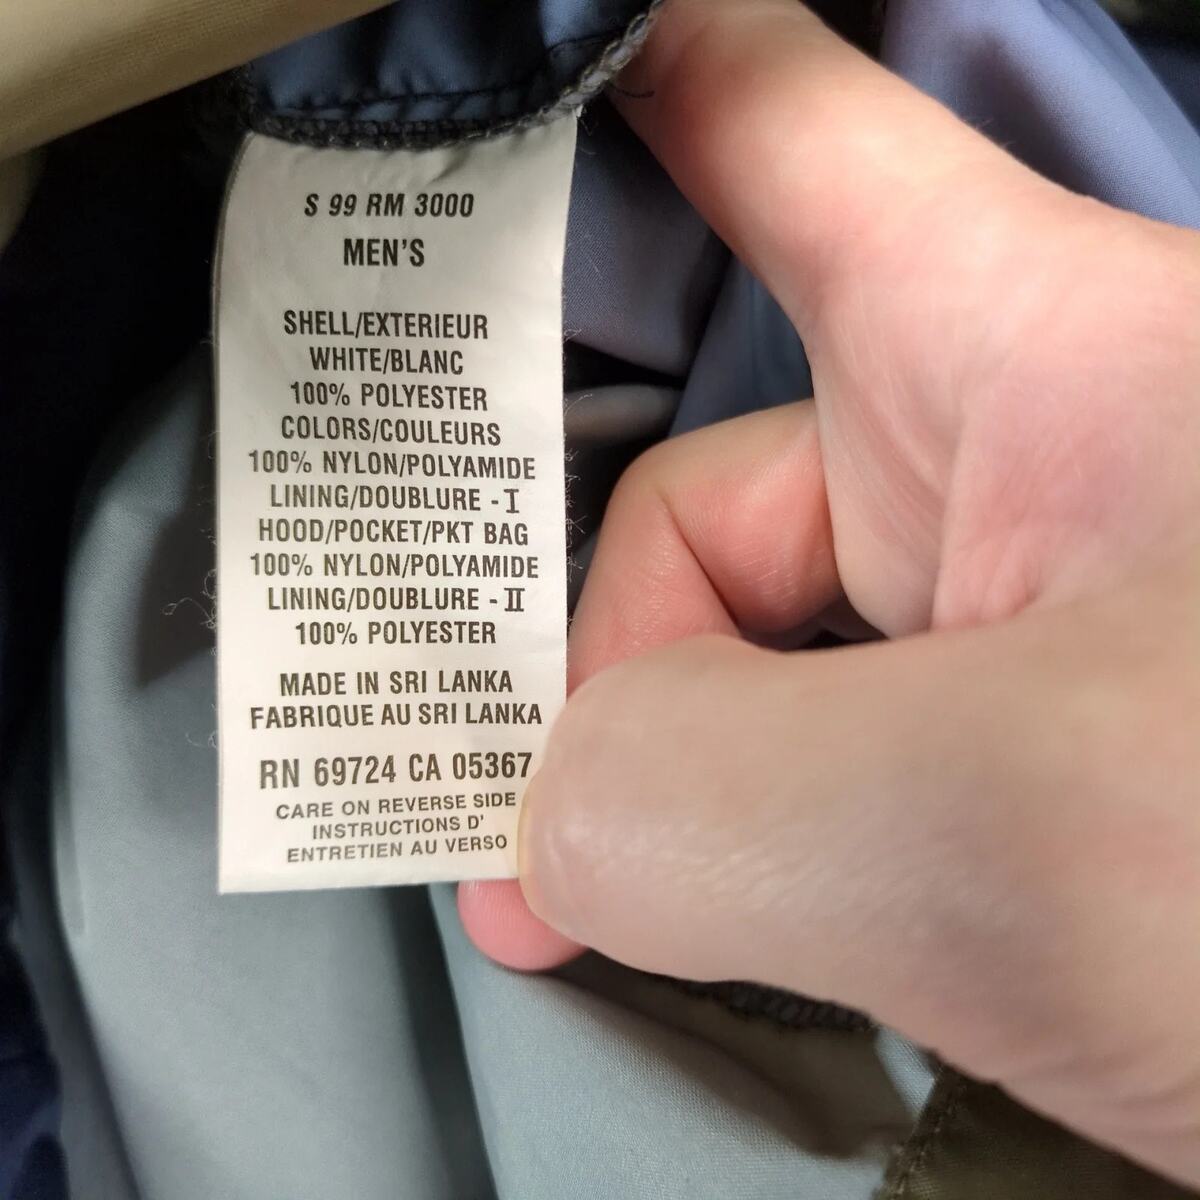 S 99 RM 3000
MEN'S
SHELL/EXTERIEUR
WHITE/BLANC
100% POLYESTER
COLORS/COULEURS
100% NYLON/POLYAMIDE
LINING/DOUBLURE - I
HOOD/POCKET/PKT BAG
100% NYLON/POLYAMIDE
LINING/DOUBLURE - II
100% POLYESTER
MADE IN SRI LANKA
FABRIQUE AU SRI LANKA
RN 69724 CA 05367
CARE ON REVERSE SIDE
INSTRUCTIONS D'
ENTRETIEN AU VERSO